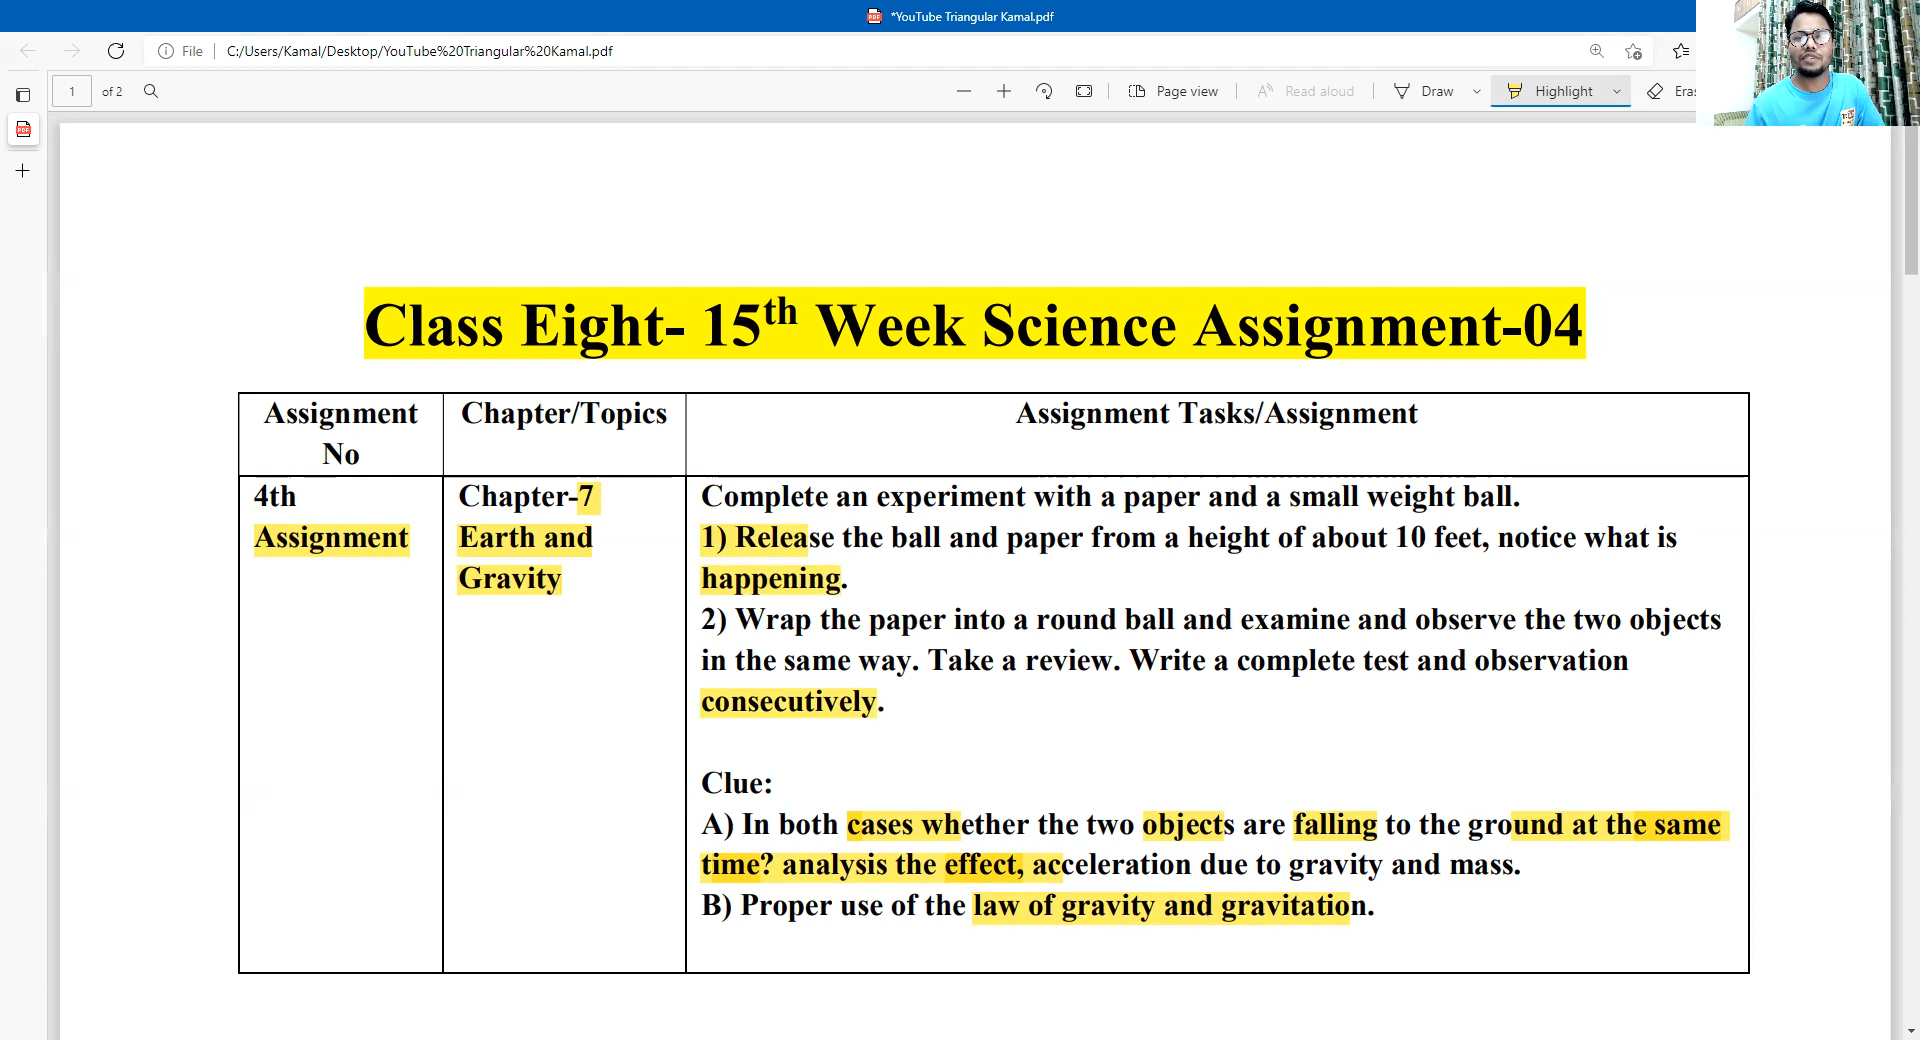 *YouTube Triangular Kamal.pdf
File
C:/Users/Kamal/Desktop/YouTube%20Triangular%20Kamal.pdf
1 of 2
Page view
Read aloud
Draw
Highlight
Eras
Class Eight- 15th Week Science Assignment-04
Assignment No
Chapter/Topics
Assignment Tasks/Assignment
4th
Assignment
Chapter-7
Earth and
Gravity
Complete an experiment with a paper and a small weight ball.
1) Release the ball and paper from a height of about 10 feet, notice what is
happening.
2) Wrap the paper into a round ball and examine and observe the two objects
in the same way. Take a review. Write a complete test and observation
consecutively.
Clue:
A) In both cases whether the two objects are falling to the ground at the same
time? analysis the effect, acceleration due to gravity and mass.
B) Proper use of the law of gravity and gravitation.